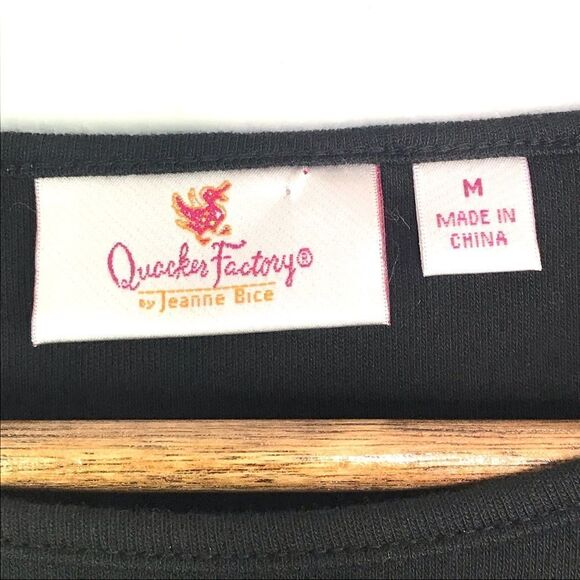 Quacker Factory®
by Jeanne Bice
M
MADE IN
CHINA